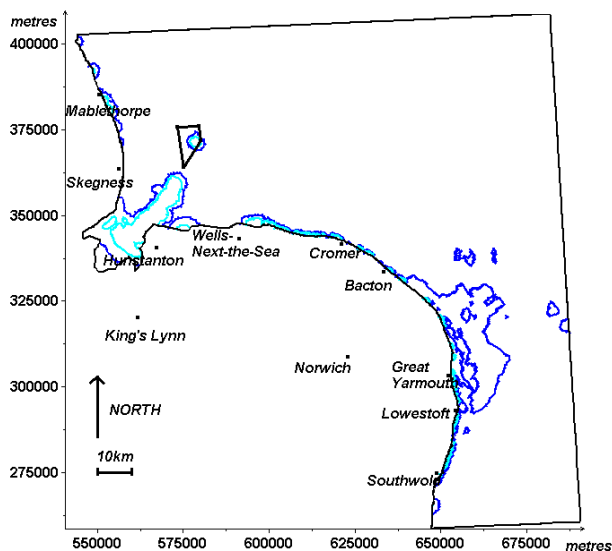 metres
400000
Mablethorpe
375000
Skegness
350000
Wells-
Next-the-Sea
Cromer
Hunstanton
Bacton
325000
King's Lynn
Norwich
Great
Yarmouth
300000
NORTH
Lowestoft
10km
275000
Southwold
550000 575000 600000 625000 650000 675000
metres